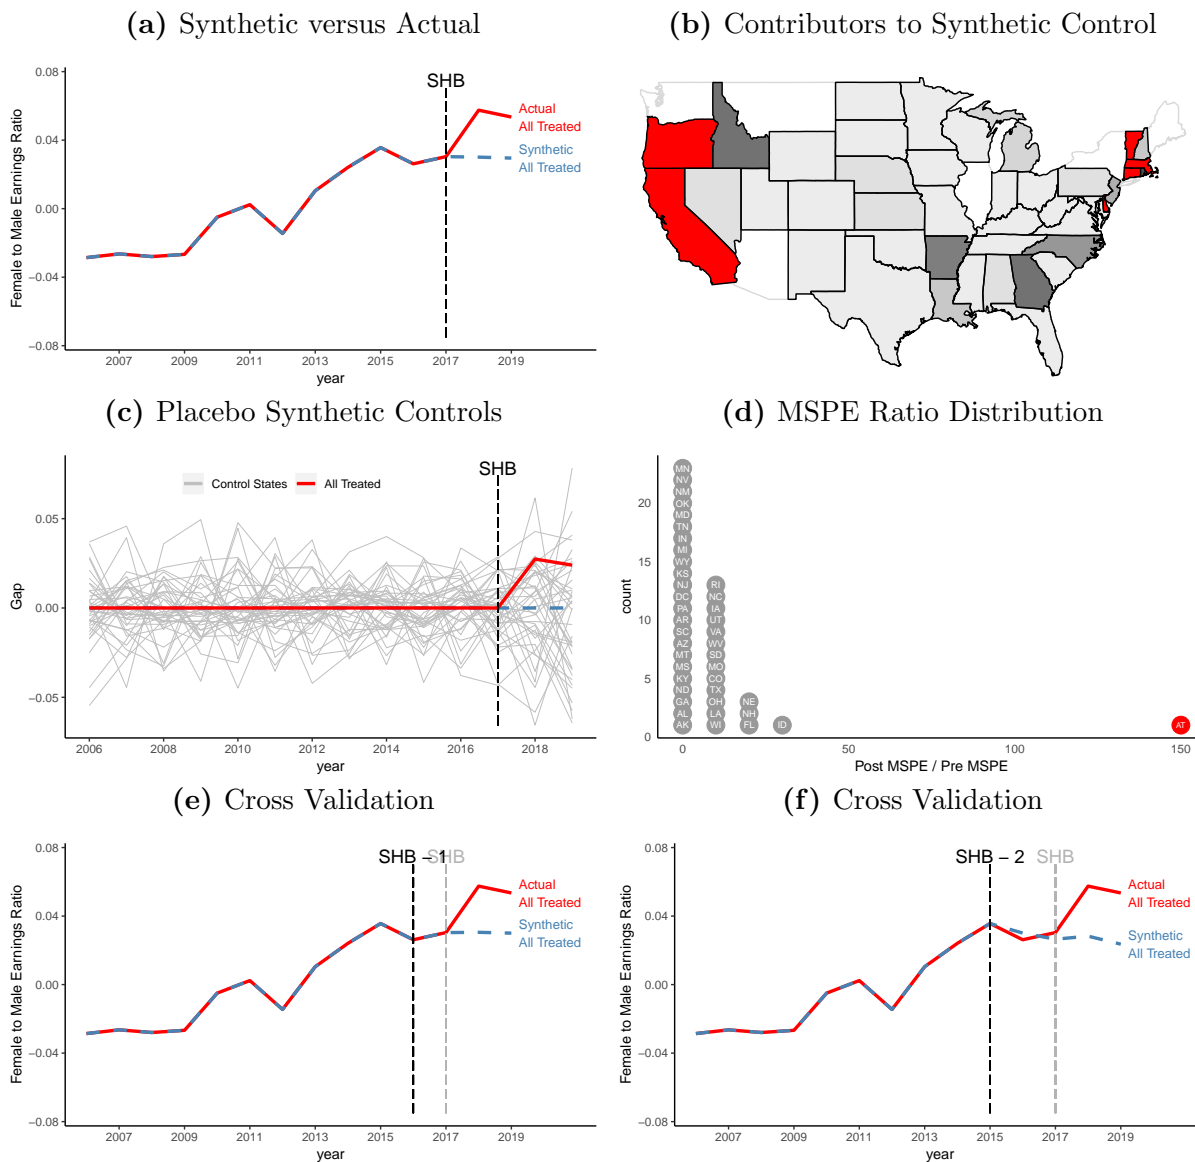 (a) Synthetic versus Actual
SHB
Actual
All Treated
Synthetic
All Treated
Female to Male Earnings Ratio
0.08
0.04
0.00
−0.04
−0.08
2007 2009 2011 2013 2015 2017 2019
year
(b) Contributors to Synthetic Control
(c) Placebo Synthetic Controls
SHB
Control States All Treated
Gap
0.05
0.00
−0.05
2006 2008 2010 2012 2014 2016 2018
year
(d) MSPE Ratio Distribution
count
20
15
10
5
0
MN
NV
NM
OK
MD
TN
IN
MI
WY
KS
NJ
DC
PA
AR
SC
AZ
MT
MS
KY
ND
GA
AL
AK
RI
NC
IA
UT
VA
WV
SD
MO
CO
TX
OH
LA
WI
NE
NH
FL
ID
AT
0 50 100 150
Post MSPE / Pre MSPE
(e) Cross Validation
SHB − 1
SHB
Actual
All Treated
Synthetic
All Treated
Female to Male Earnings Ratio
0.08
0.04
0.00
−0.04
−0.08
2007 2009 2011 2013 2015 2017 2019
year
(f) Cross Validation
SHB − 2
SHB
Actual
All Treated
Synthetic
All Treated
Female to Male Earnings Ratio
0.08
0.04
0.00
−0.04
−0.08
2007 2009 2011 2013 2015 2017 2019
year